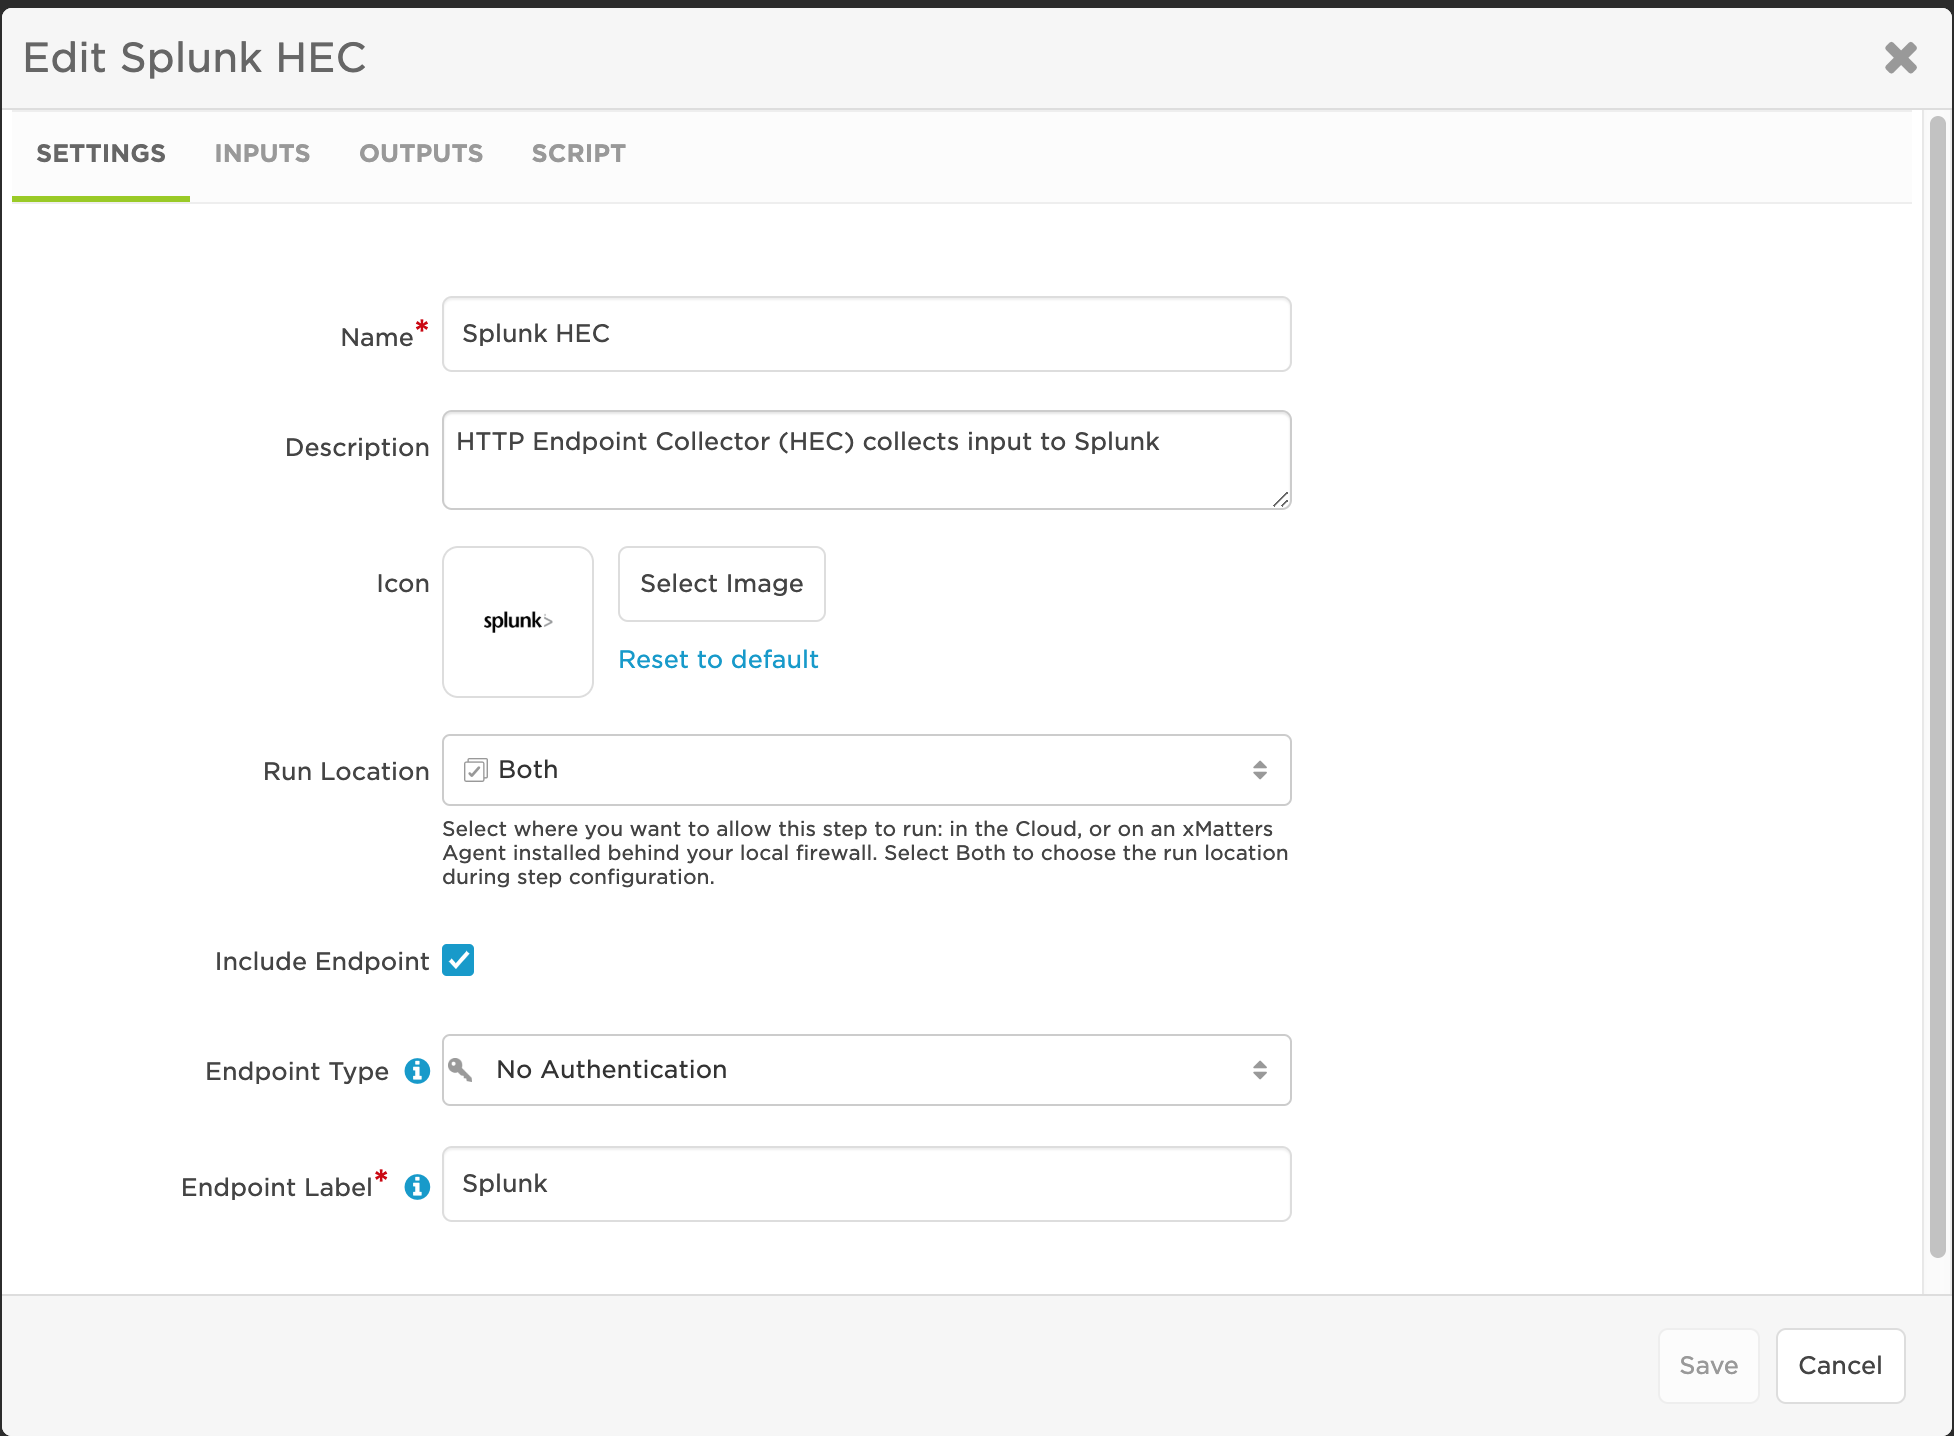 Edit Splunk HEC
SETTINGS INPUTS OUTPUTS SCRIPT
Name* Splunk HEC
Description HTTP Endpoint Collector (HEC) collects input to Splunk
Icon splunk> Select Image
Reset to default
Run Location Both
Select where you want to allow this step to run: in the Cloud, or on an xMatters
Agent installed behind your local firewall. Select Both to choose the run location
during step configuration.
Include Endpoint
Endpoint Type No Authentication
Endpoint Label* Splunk
Save Cancel